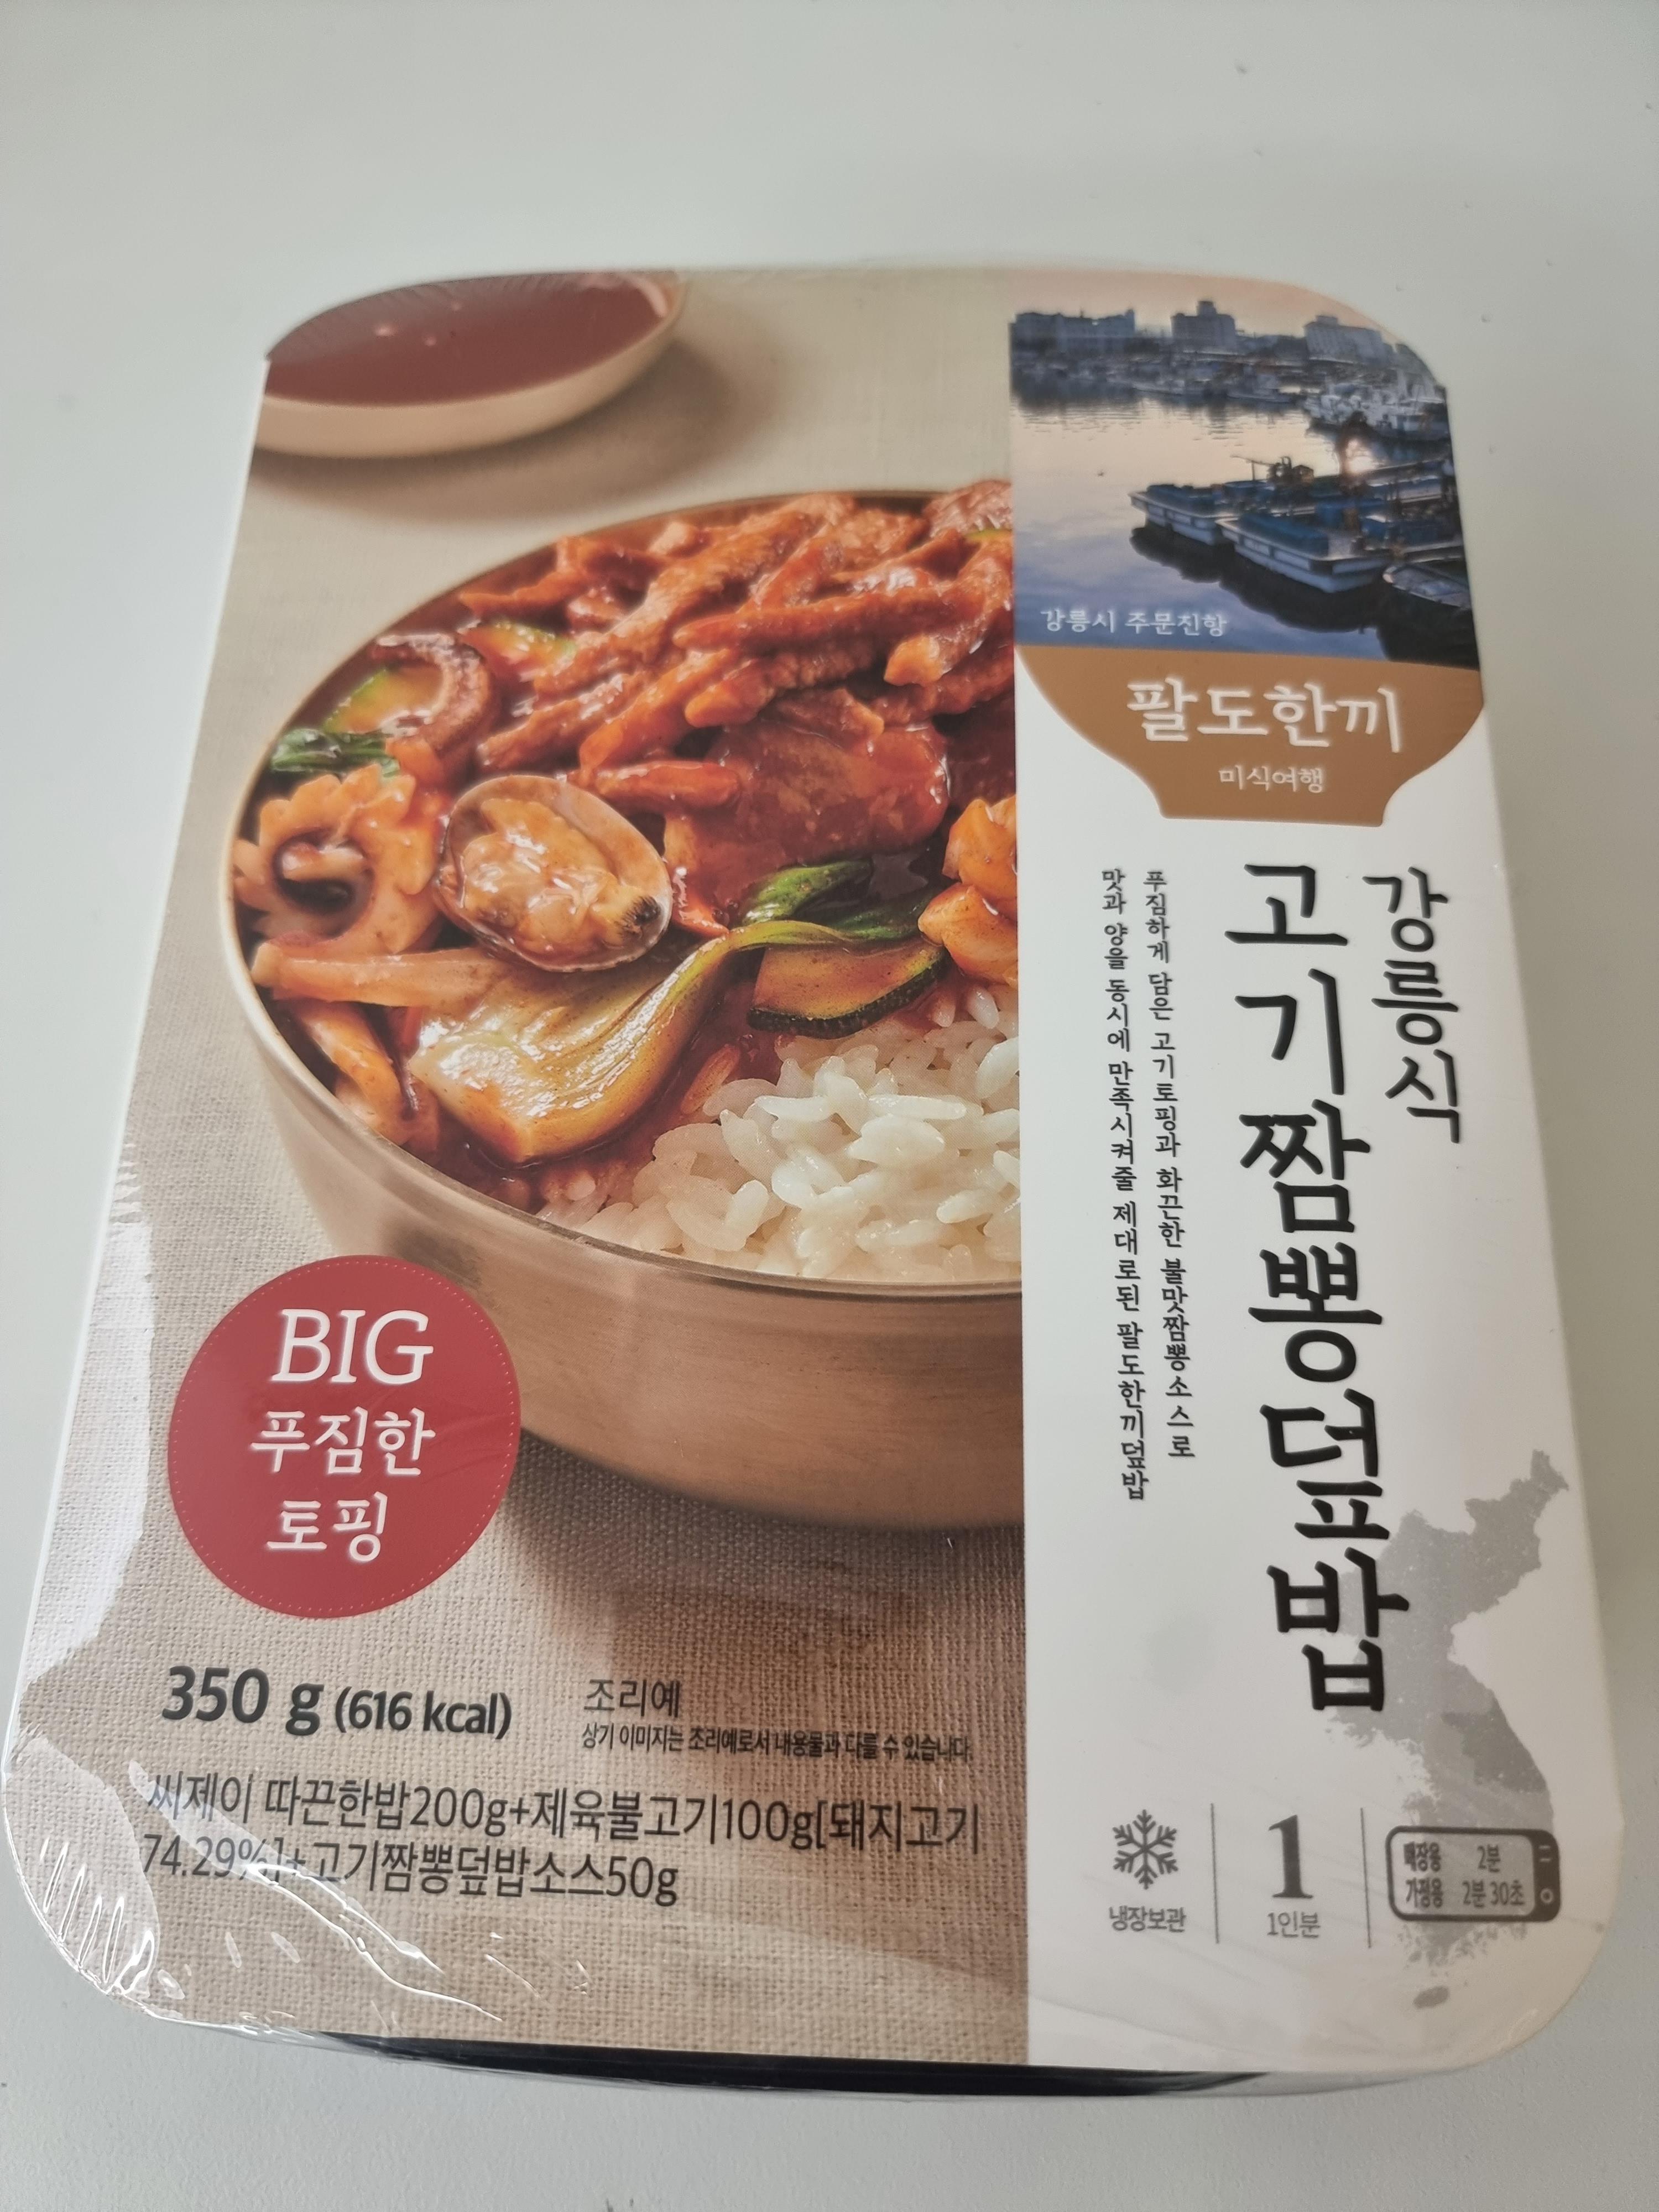 강릉시 주문진항
팔도한끼
미식여행
강릉식
고기짬뽕덮밥
푸짐하게 담은 고기토핑과 화끈한 불맛짬뽕소스로
맛과 양을 동시에 만족시켜줄 제대로된 팔도한끼덮밥
BIG
푸짐한
토핑
350 g (616 kcal)
조리예
상기 이미지는 조리예로서 내용물과 다를 수 있습니다.
씨제이 따끈한밥200g+제육불고기100g[돼지고기
74.29%]+고기짬뽕덮밥소스50g
냉장보관
1
1인분
매장용 2분
가정용 2분 30초